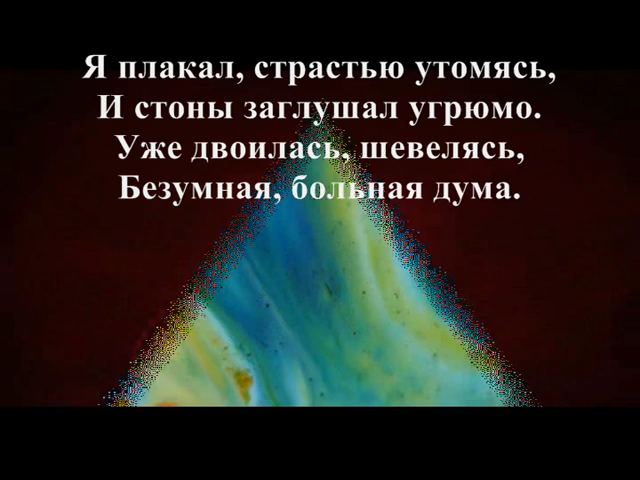 Я плакал, страстью утомясь,
И стоны заглушал угрюмо.
Уже двоилась, шевелясь,
Безумная, больная дума.